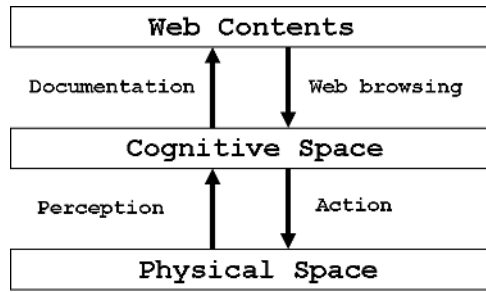 Web Contents
Documentation
Web browsing
Cognitive Space
Perception
Action
Physical Space